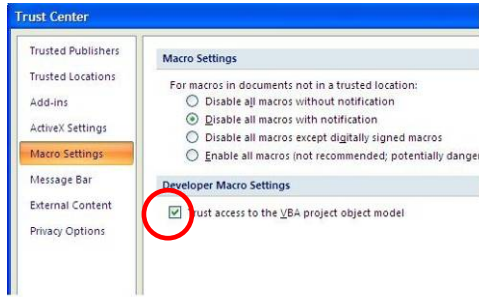 Trust Center
Trusted Publishers
Trusted Locations
Add-ins
ActiveX Settings
Macro Settings
Message Bar
External Content
Privacy Options
Macro Settings
For macros in documents not in a trusted location:
Disable all macros without notification
Disable all macros with notification
Disable all macros except digitally signed macros
Enable all macros (not recommended; potentially danger
Developer Macro Settings
Trust access to the VBA project object model